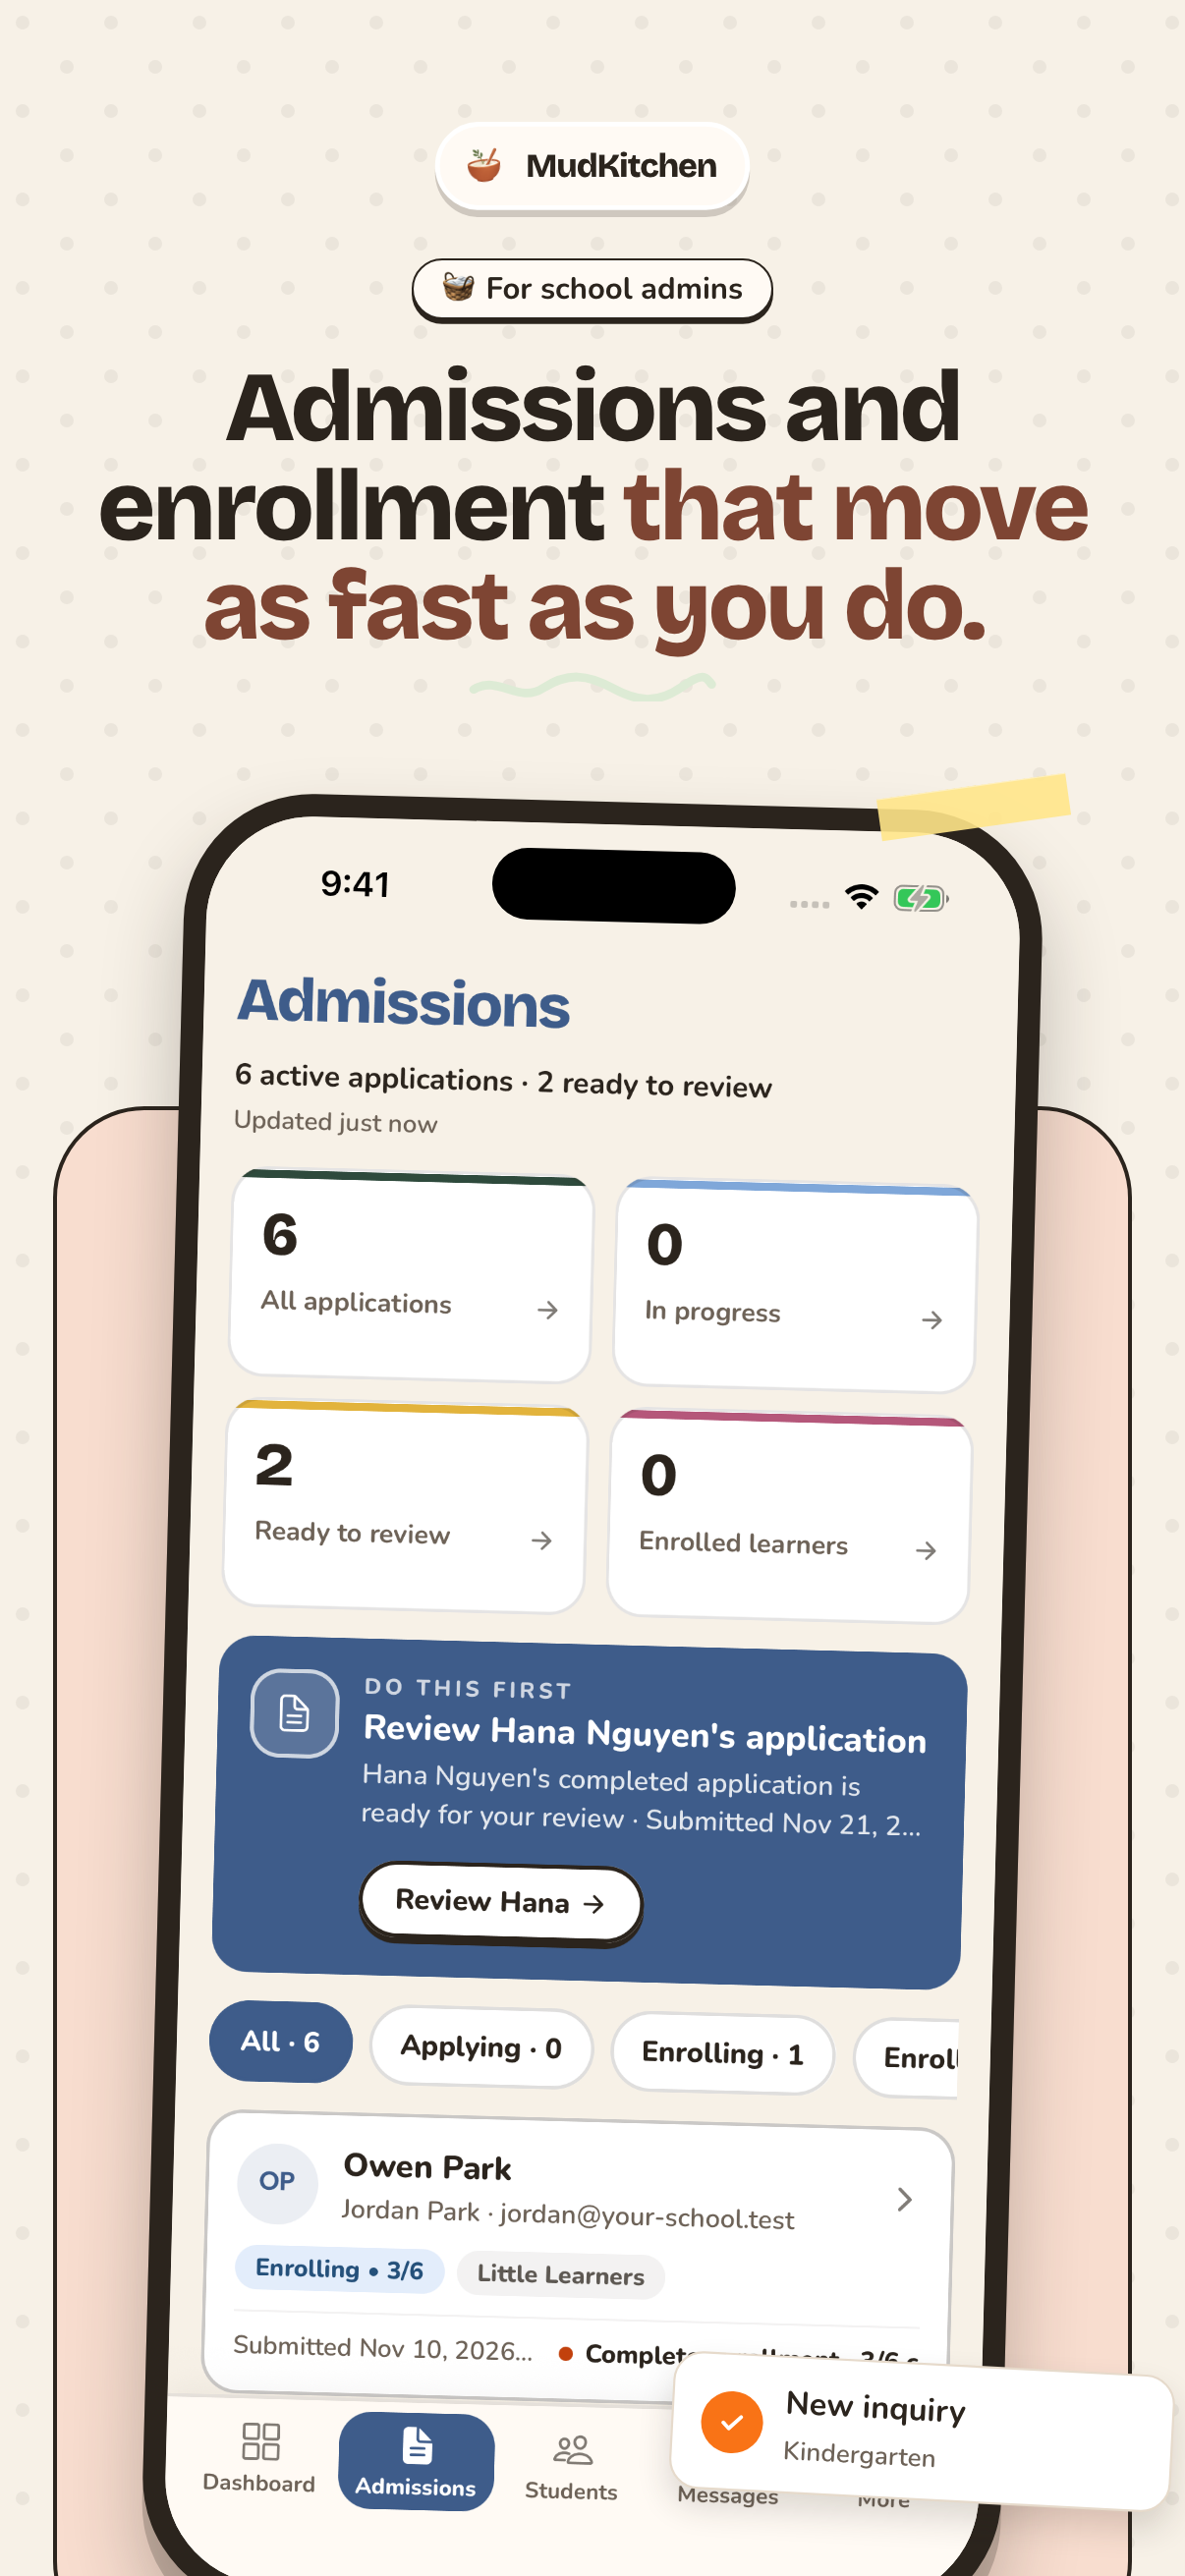 MudKitchen
For school admins
Admissions and
enrollment that move
as fast as you do.
9:41
Admissions
6 active applications · 2 ready to review
Updated just now
6
All applications
0
In progress
2
Ready to review
0
Enrolled learners
DO THIS FIRST
Review Hana Nguyen's application
Hana Nguyen's completed application is
ready for your review · Submitted Nov 21, 2...
Review Hana
All · 6
Applying · 0
Enrolling · 1
Enroll
OP
Owen Park
Jordan Park · jordan@your-school.test
Enrolling • 3/6
Little Learners
Submitted Nov 10, 2026...
3/6
New inquiry
Kindergarten
Dashboard
Admissions
Students
Messages
More